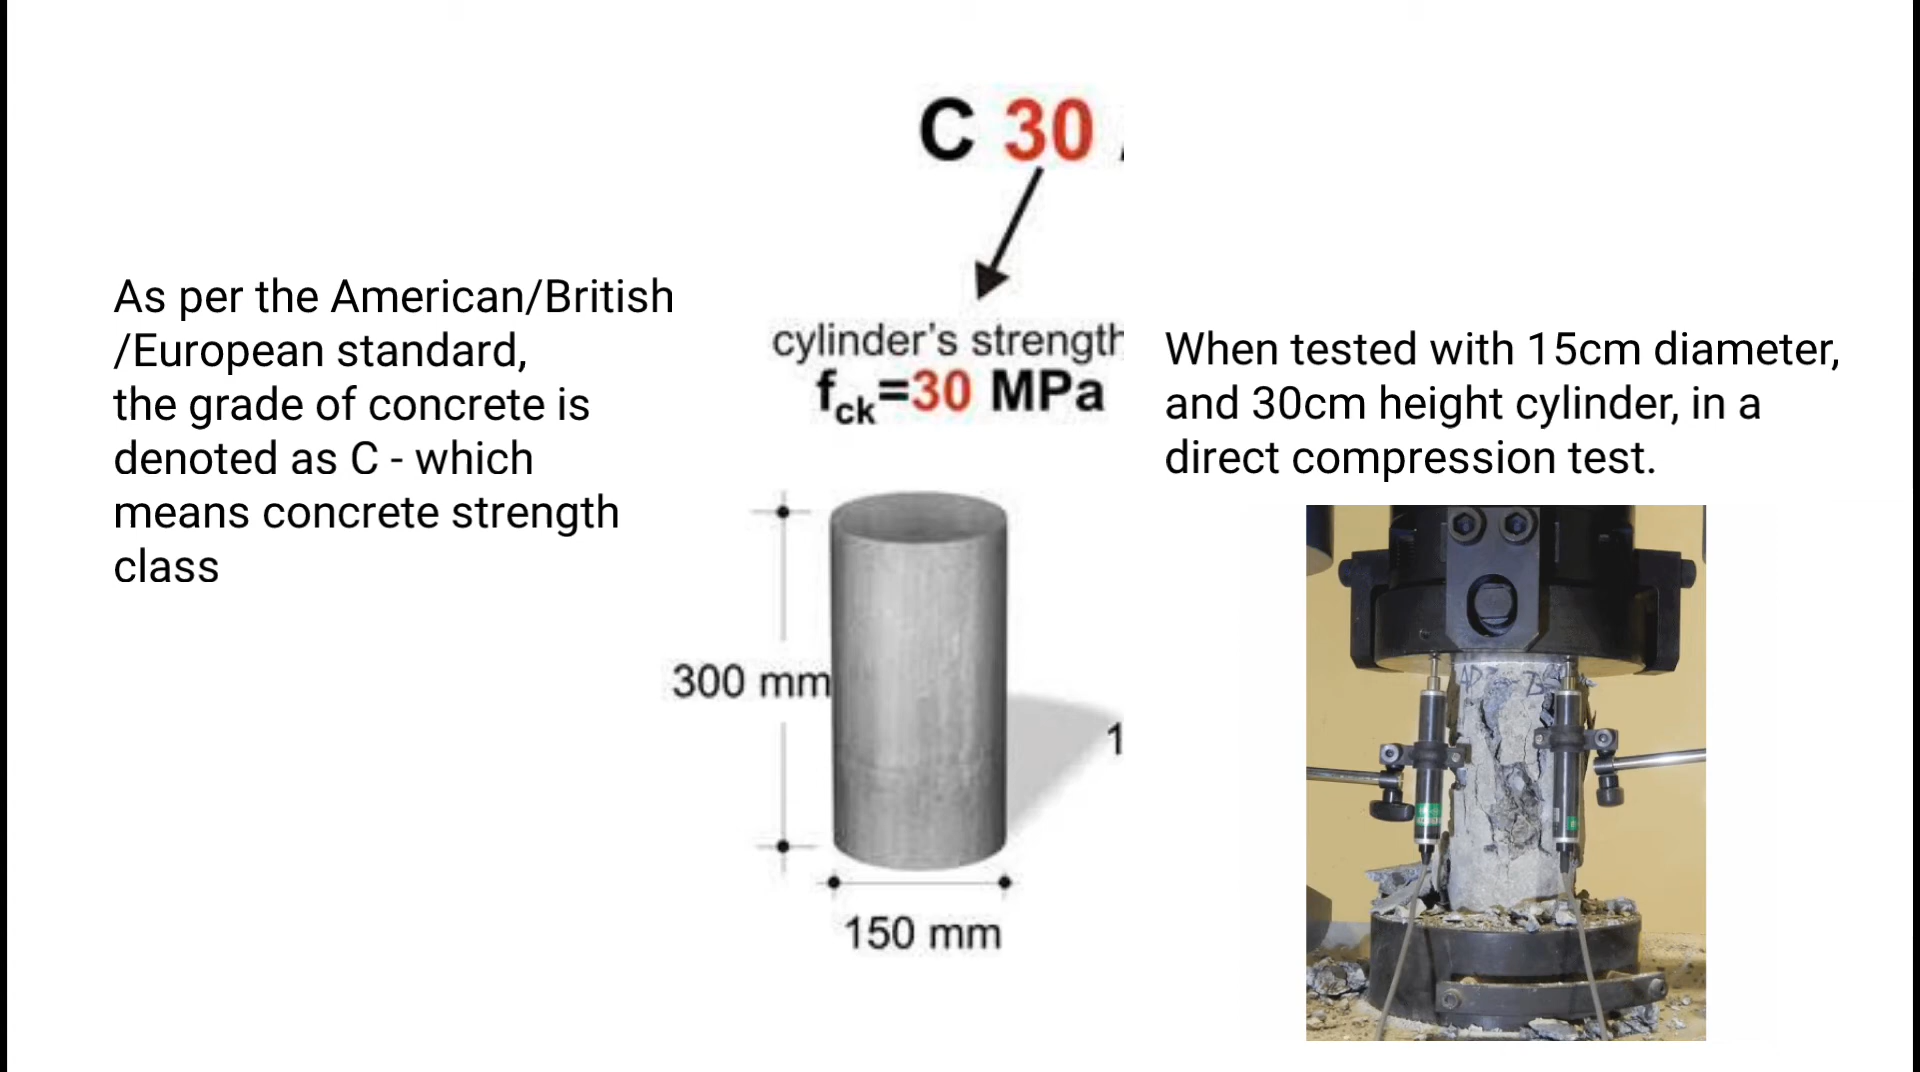 As per the American/British
/European standard,
the grade of concrete is
denoted as C - which
means concrete strength
class
C 30
cylinder's strength
fck=30 MPa
300 mm
1
150 mm
When tested with 15cm diameter,
and 30cm height cylinder, in a
direct compression test.